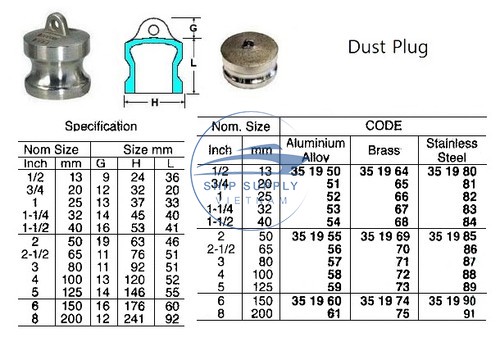 Dust Plug
G
L
H
Specification
Nom Size Size mm
Inch mm G H L
1/2 13 9 24 36
3/4 20 12 32 20
1 25 13 37 33
1-1/4 32 14 45 40
1-1/2 40 16 53 41
2 50 19 63 46
2-1/2 65 11 76 51
3 80 11 92 51
4 100 13 120 52
5 125 14 146 55
6 150 16 176 60
8 200 12 241 92
Nom. Size CODE
Inch mm Aluminium Alloy Brass Stainless Steel
1/2 13 35 19 50 35 19 64 35 19 80
3/4 20 51 65 81
1 25 52 66 82
1-1/4 32 53 67 83
1-1/2 40 54 68 84
2 50 35 19 55 35 19 69 35 19 85
2-1/2 65 56 70 86
3 80 57 71 87
4 100 58 72 88
5 125 59 73 89
6 150 35 19 60 35 19 74 35 19 90
8 200 61 75 91
SHIP SUPPLY
VIETNAM